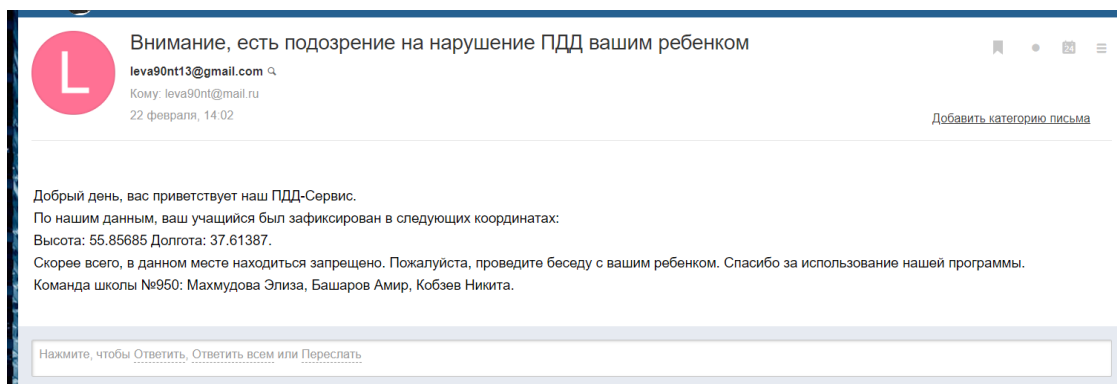 Внимание, есть подозрение на нарушение ПДД вашим ребенком
L
leva90nt13@gmail.com
Кому: leva90nt@mail.ru
22 февраля, 14:02
24
Добавить категорию письма
Добрый день, вас приветствует наш ПДД-Сервис.
По нашим данным, ваш учащийся был зафиксирован в следующих координатах:
Высота: 55.85685 Долгота: 37.61387.
Скорее всего, в данном месте находиться запрещено. Пожалуйста, проведите беседу с вашим ребенком. Спасибо за использование нашей программы.
Команда школы №950: Махмудова Элиза, Башаров Амир, Кобзев Никита.
Нажмите, чтобы Ответить, Ответить всем или Переслать